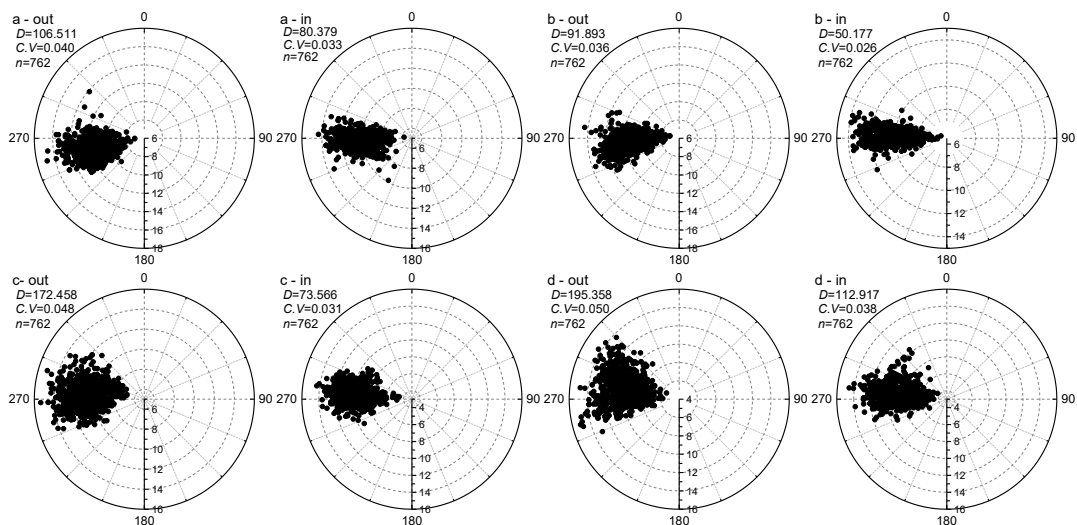 a - out
D=106.511
C.V=0.040
n=762
0
270
90
180
6
8
10
12
14
16
18
a - in
D=80.379
C.V=0.033
n=762
0
270
90
180
6
8
10
12
14
16
b - out
D=91.893
C.V=0.036
n=762
0
270
90
180
6
8
10
12
14
16
18
b - in
D=50.177
C.V=0.026
n=762
0
270
90
180
6
8
10
12
14
c- out
D=172.458
C.V=0.048
n=762
0
270
90
180
6
8
10
12
14
16
c - in
D=73.566
C.V=0.031
n=762
0
270
90
180
4
6
8
10
12
14
16
d - out
D=195.358
C.V=0.050
n=762
0
270
90
180
4
6
8
10
12
14
16
d - in
D=112.917
C.V=0.038
n=762
0
270
90
180
4
6
8
10
12
14
16